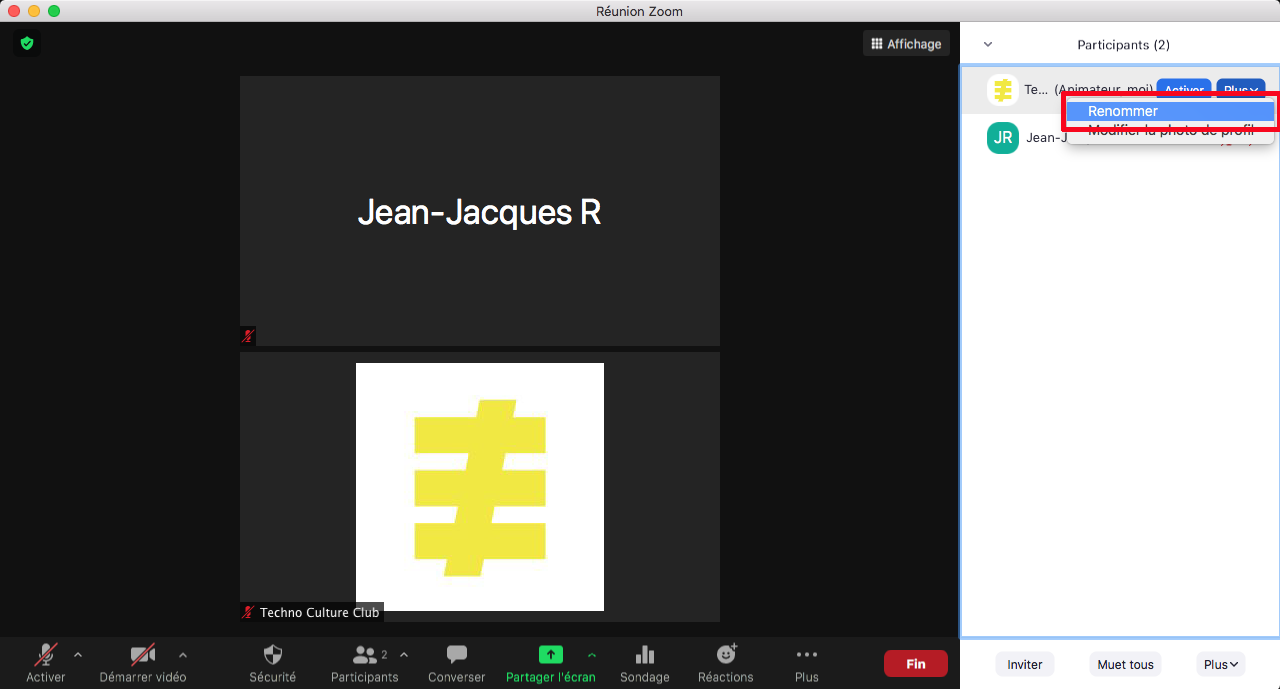 Réunion Zoom
Affichage
Participants (2)
Te... (Animateur, moi) Activer Plus
Renommer
Modifier la photo de profil
JR Jean-J
Jean-Jacques R
Techno Culture Club
Activer
Démarrer vidéo
Sécurité
2
Participants
Converser
Partager l'écran
Sondage
Réactions
Plus
Fin
Inviter
Muet tous
Plus